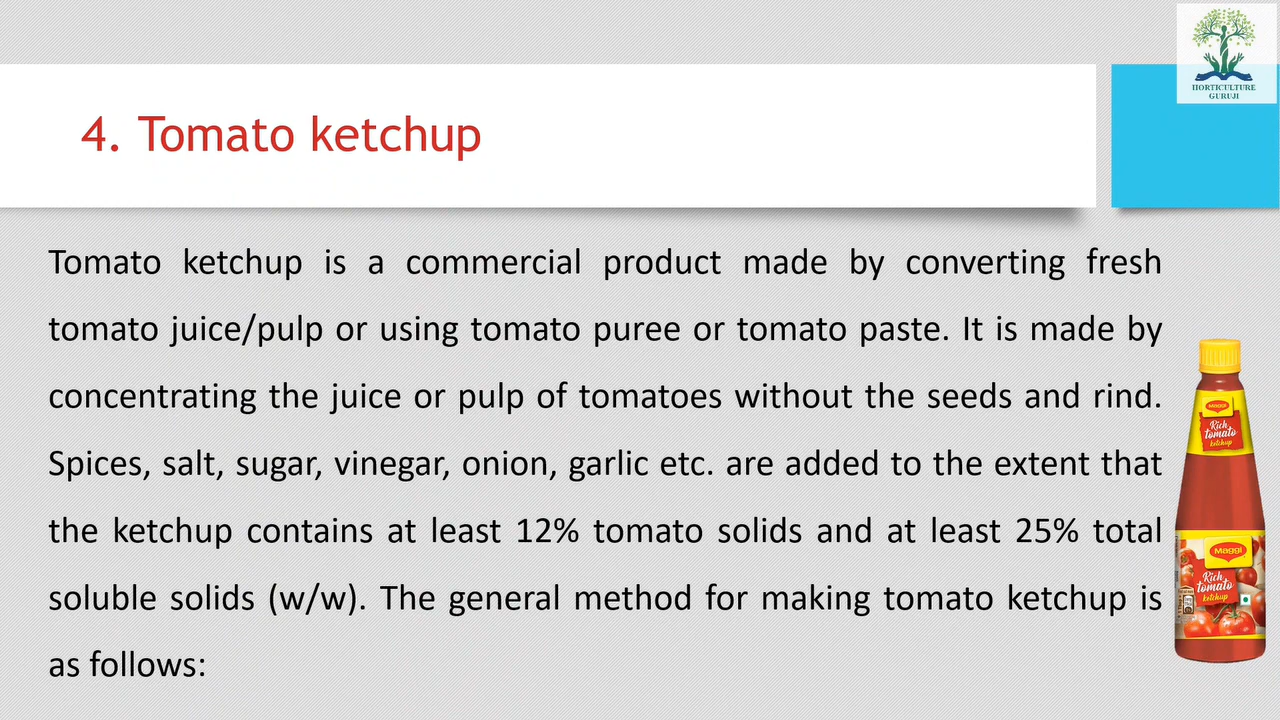 HORTICULTURE
GURUJI
4. Tomato ketchup
Tomato ketchup is a commercial product made by converting fresh
tomato juice/pulp or using tomato puree or tomato paste. It is made by
concentrating the juice or pulp of tomatoes without the seeds and rind.
Spices, salt, sugar, vinegar, onion, garlic etc. are added to the extent that
the ketchup contains at least 12% tomato solids and at least 25% total
soluble solids (w/w). The general method for making tomato ketchup is
as follows:
Maggi
Rich
tomato
ketchup
Maggi
Rich
tomato
ketchup